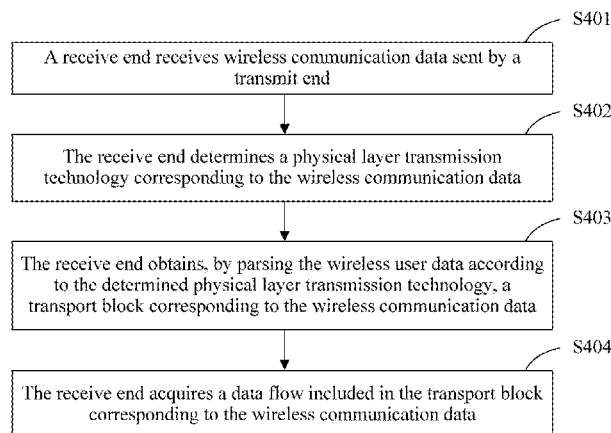 S401
A receive end receives wireless communication data sent by a
transmit end
S402
The receive end determines a physical layer transmission
technology corresponding to the wireless communication data
S403
The receive end obtains, by parsing the wireless user data according
to the determined physical layer transmission technology, a
transport block corresponding to the wireless communication data
S404
The receive end acquires a data flow included in the transport block
corresponding to the wireless communication data